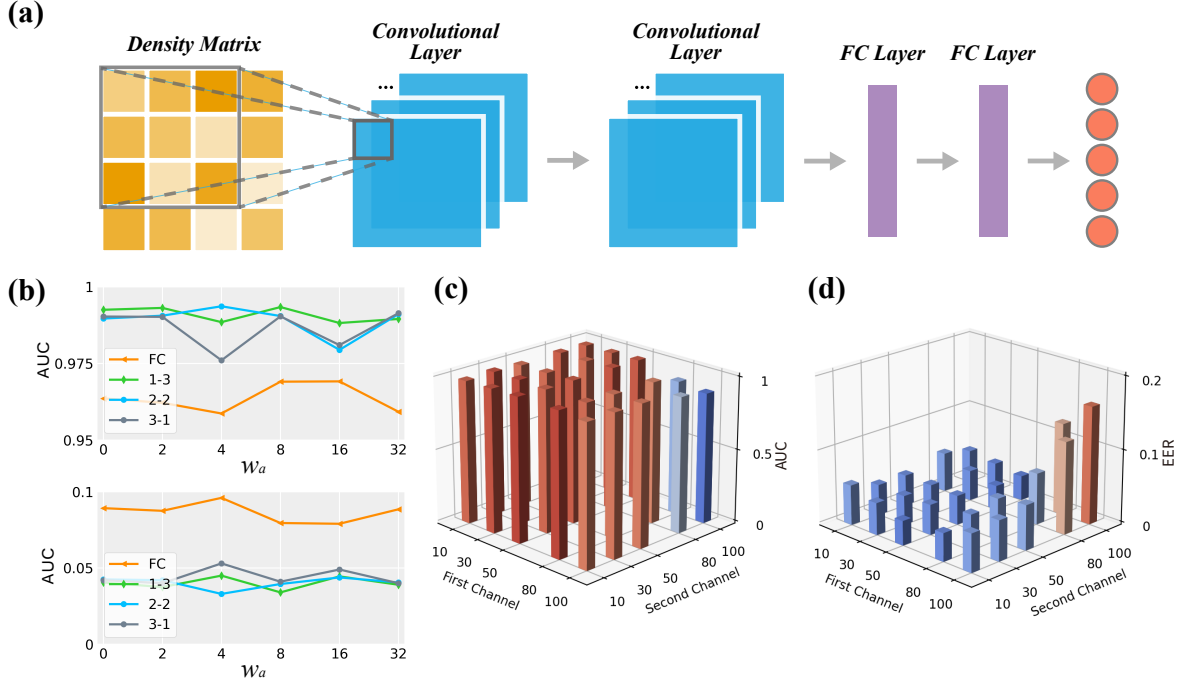 (a)
Density Matrix
Convolutional
Layer
Convolutional
Layer
FC Layer
FC Layer
...
...
(b)
1
0.975
0.95
AUC
FC
1-3
2-2
3-1
0
2
4
8
16
32
wₐ
0.1
0.05
0
AUC
FC
1-3
2-2
3-1
0
2
4
8
16
32
wₐ
(c)
1
0.5
0
AUC
10
30
50
80
100
First Channel
10
30
50
80
100
Second Channel
(d)
0.2
0.1
0
EER
10
30
50
80
100
First Channel
10
30
50
80
100
Second Channel